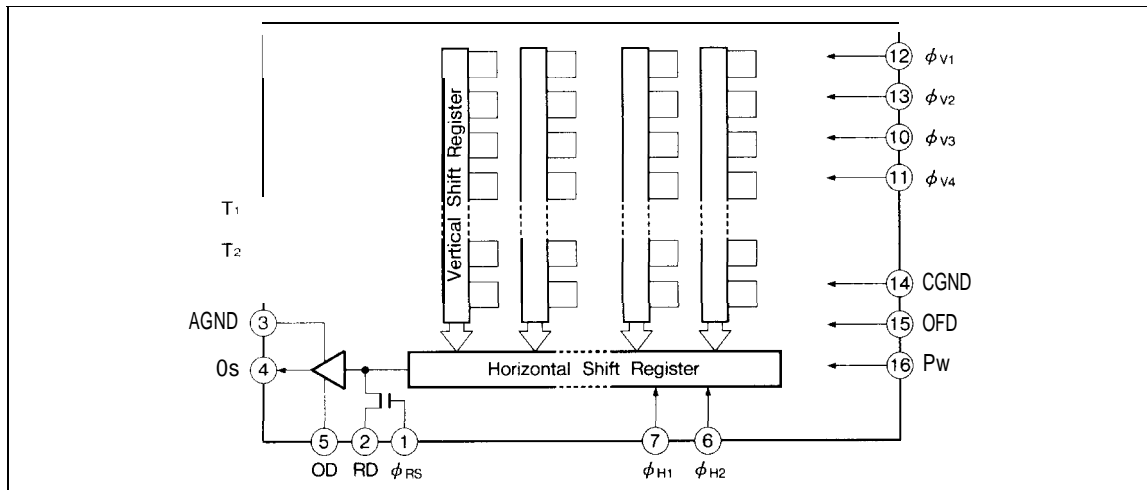 12 ϕV1
13 ϕV2
10 ϕV3
11 ϕV4
Vertical Shift Register
T1
T2
14 CGND
AGND 3
15 OFD
0s 4
Horizontal Shift Register
16 Pw
5 2 1 7 6
OD RD ϕRS ϕH1 ϕH2